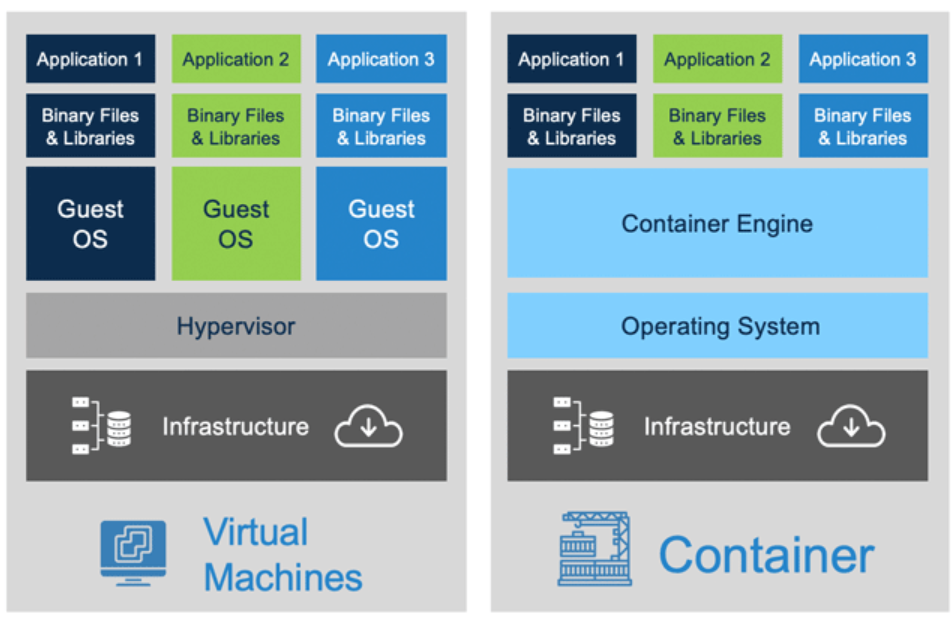 Application 1
Application 2
Application 3
Binary Files
& Libraries
Binary Files
& Libraries
Binary Files
& Libraries
Guest
OS
Guest
OS
Guest
OS
Hypervisor
Infrastructure
Virtual
Machines
Application 1
Application 2
Application 3
Binary Files
& Libraries
Binary Files
& Libraries
Binary Files
& Libraries
Container Engine
Operating System
Infrastructure
Container